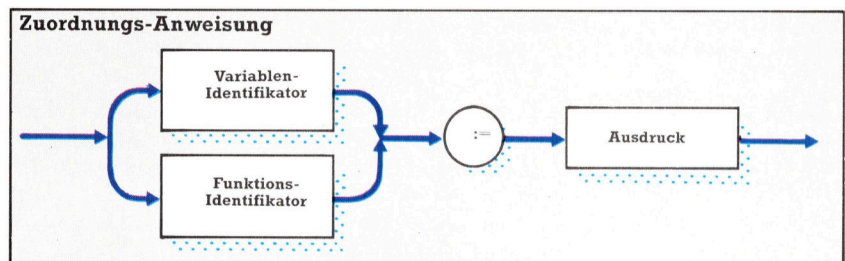 Zuordnungs-Anweisung
Variablen-
Identifikator
Funktions-
Identifikator
:=
Ausdruck